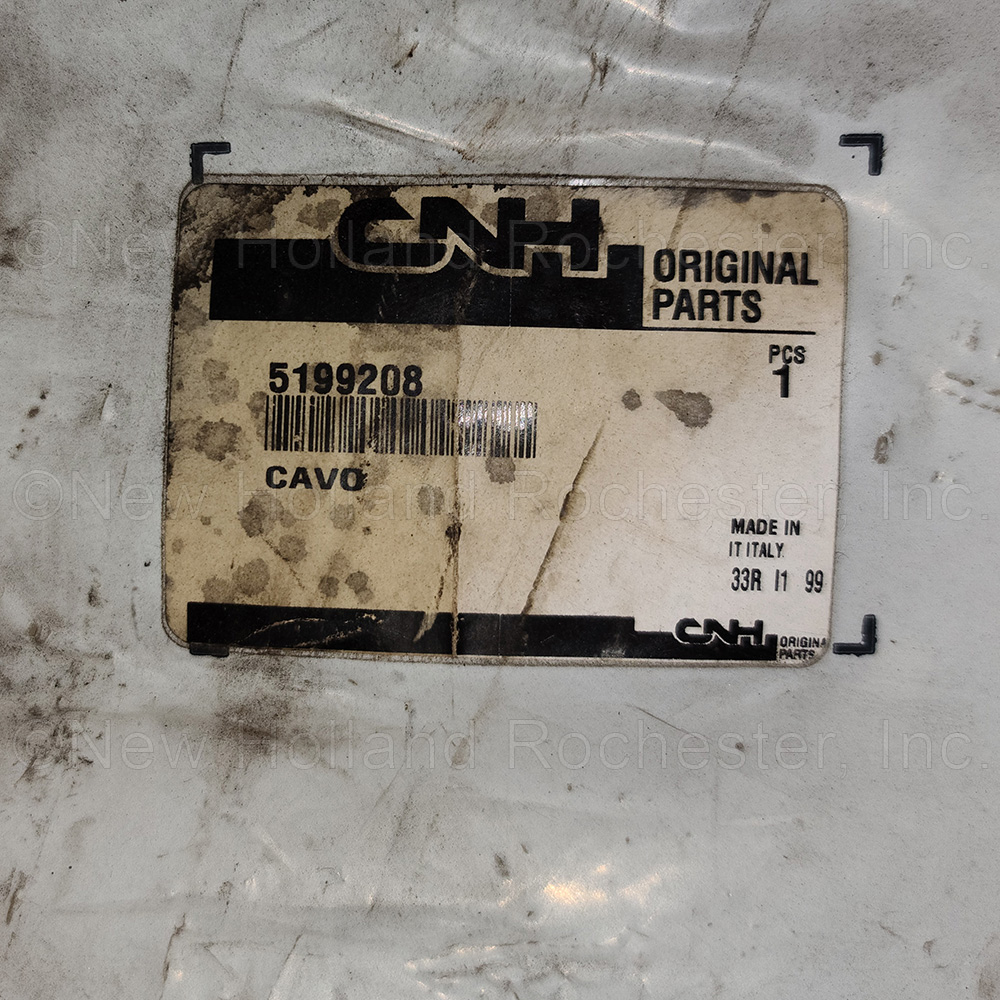 ©New Holland Rochester, Inc.
CNH
ORIGINAL
PARTS
PCS
1
5199208
CAVO
©New Holland Rochester, Inc.
MADE IN
IT ITALY
33R I1 99
CNH
ORIGINA
PARTS
©New Holland Rochester, Inc.